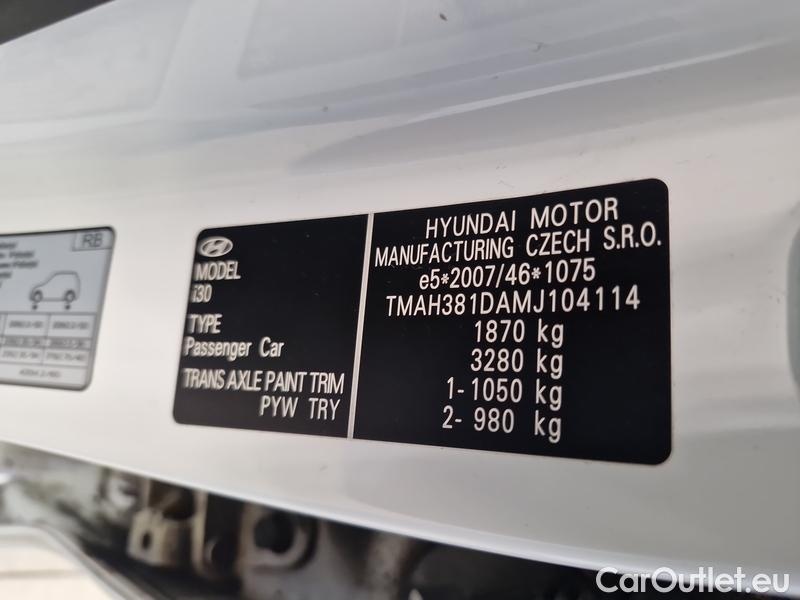 RB
MODEL
i30
TYPE
Passenger Car
TRANS AXLE PAINT TRIM
PYW TRY
HYUNDAI MOTOR
MANUFACTURING CZECH S.R.O.
e5*2007/46*1075
TMAH381DAMJ104114
1870 kg
3280 kg
1- 1050 kg
2- 980 kg
CarOutlet.eu